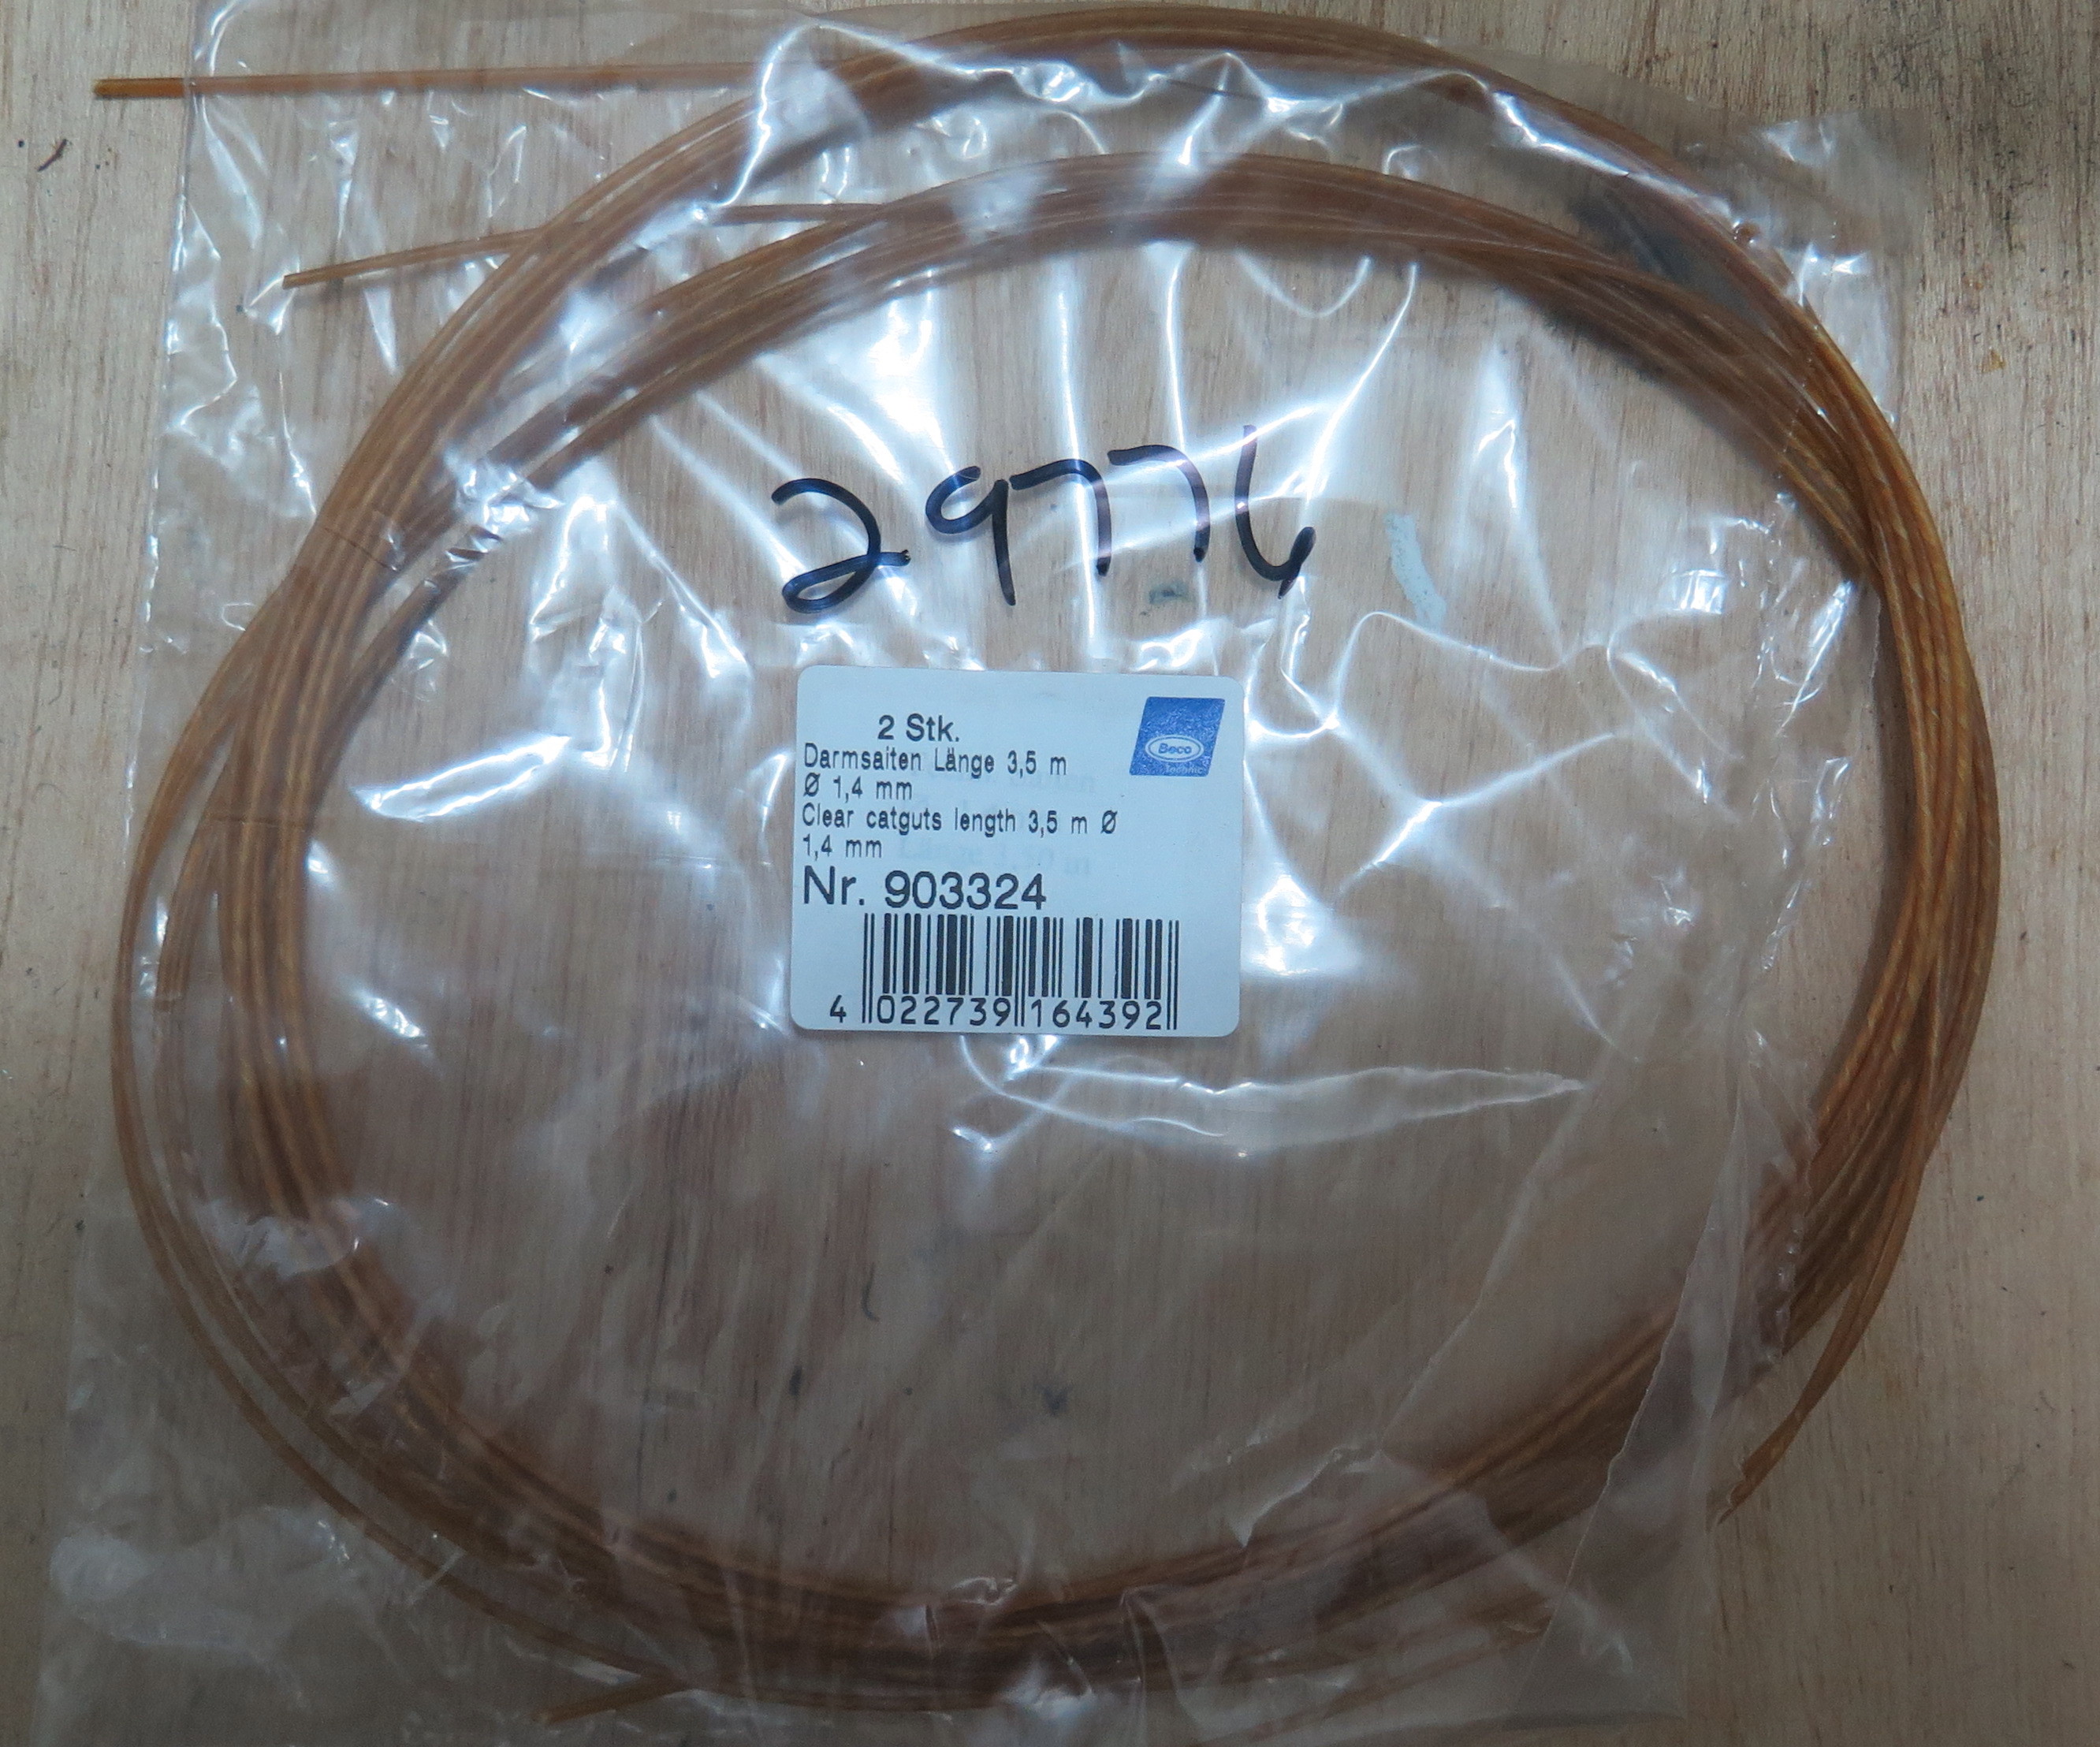 29776
2 Stk.
Darmsaiten Länge 3,5 m
Ø 1,4 mm
Clear catguts length 3,5 m Ø
1,4 mm
Nr. 903324
4 022739 164392
Beco
Technic